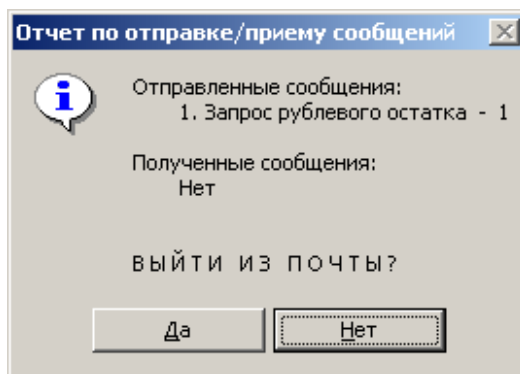 Отчет по отправке/приему сообщений
Отправленные сообщения:
1. Запрос рублевого остатка - 1
Полученные сообщения:
Нет
ВЫЙТИ ИЗ ПОЧТЫ?
Да
Нет